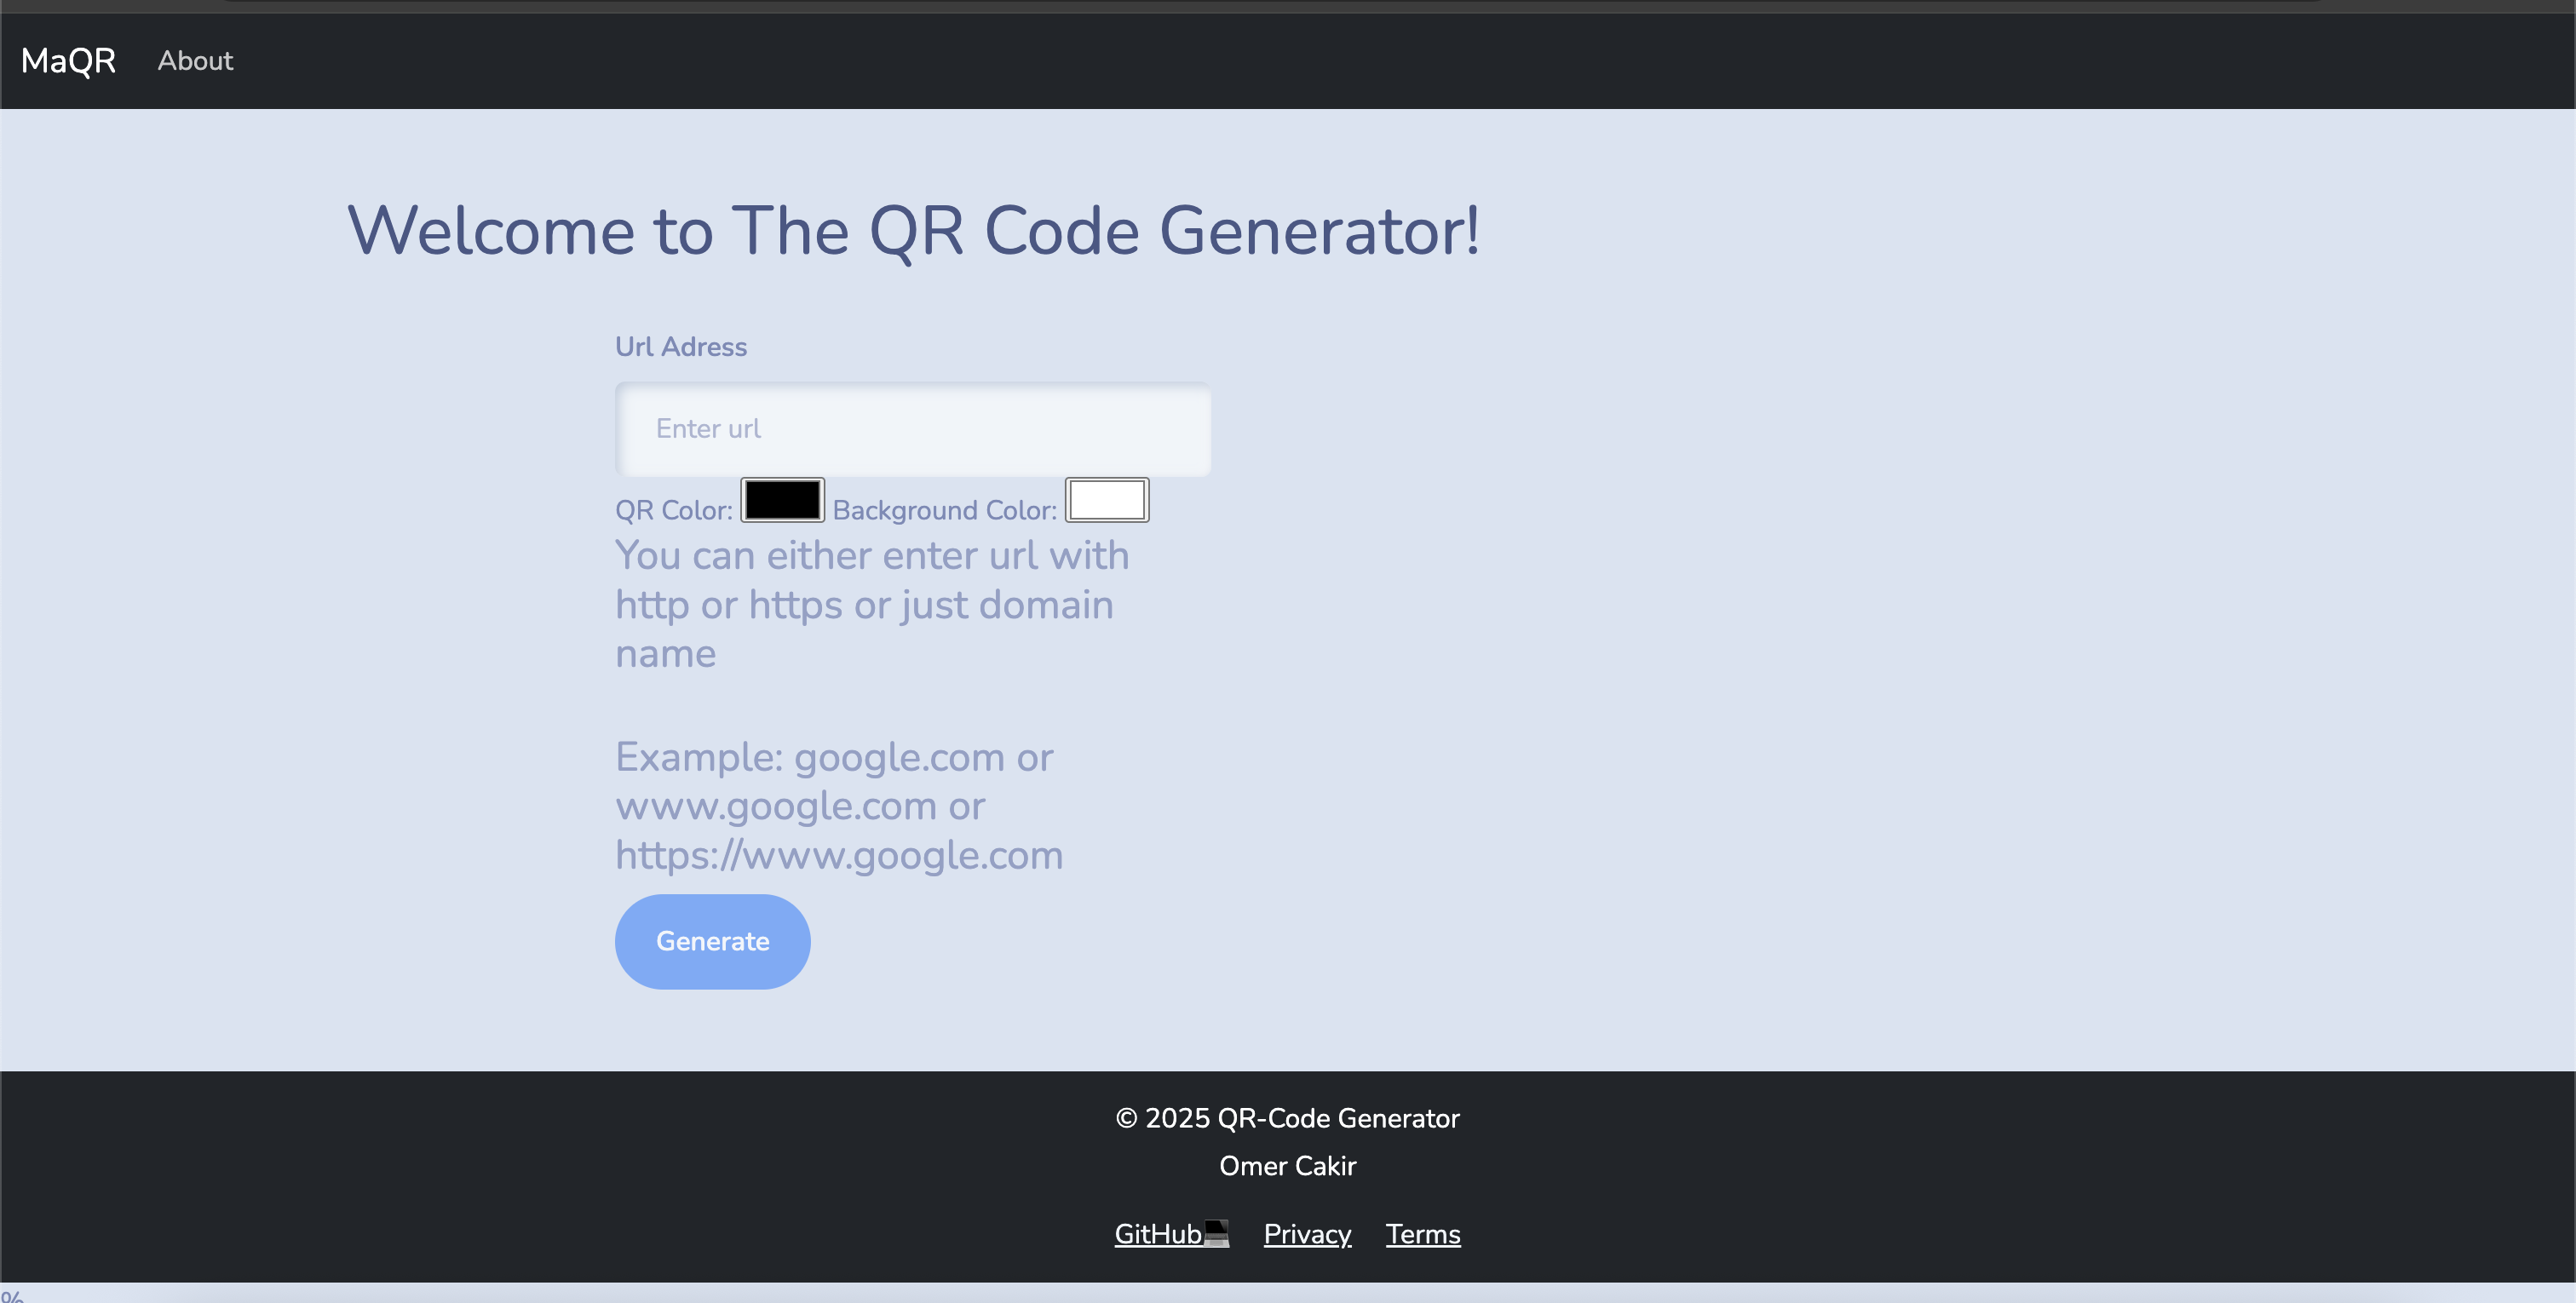 MaQR About
Welcome to The QR Code Generator!
Url Adress
Enter url
QR Color: Background Color:
You can either enter url with
http or https or just domain
name
Example: google.com or
www.google.com or
https://www.google.com
Generate
© 2025 QR-Code Generator
Omer Cakir
GitHub💻 Privacy Terms
%